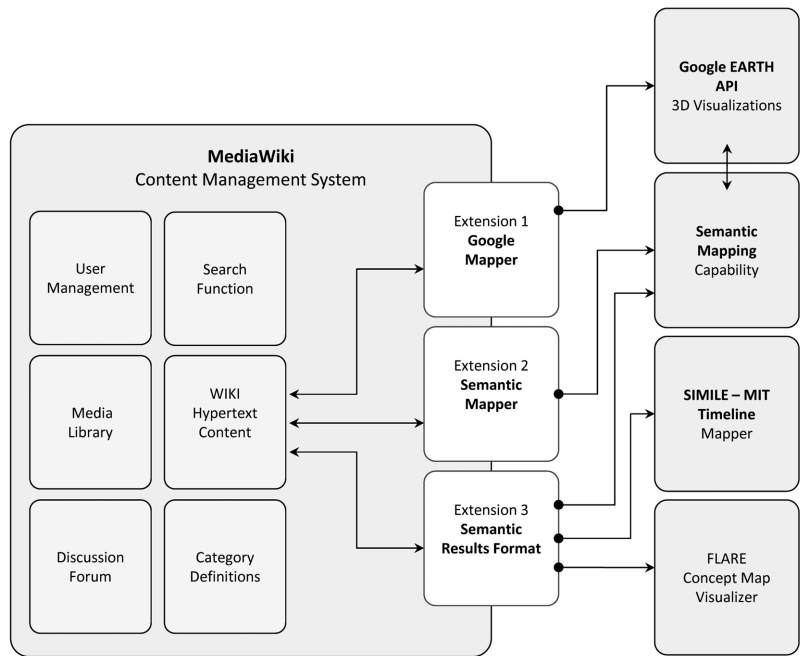 MediaWiki
Content Management System
User
Management
Search
Function
Media
Library
WIKI
Hypertext
Content
Discussion
Forum
Category
Definitions
Extension 1
Google
Mapper
Extension 2
Semantic
Mapper
Extension 3
Semantic
Results Format
Google EARTH
API
3D Visualizations
Semantic
Mapping
Capability
SIMILE – MIT
Timeline
Mapper
FLARE
Concept Map
Visualizer